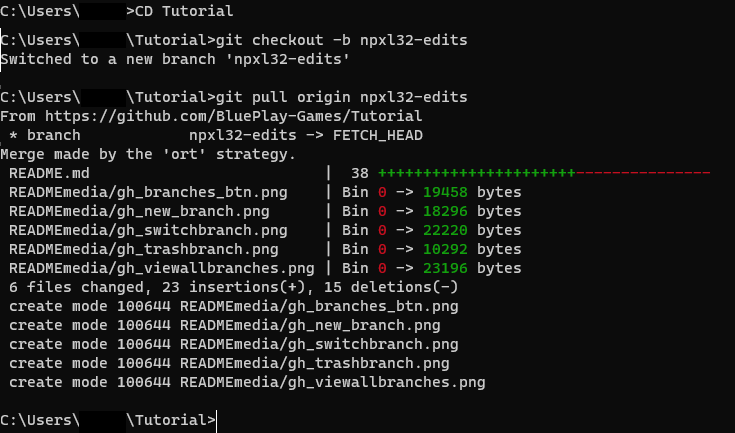 C:\Users\ >CD Tutorial
C:\Users\ \Tutorial>git checkout -b npxl32-edits
Switched to a new branch 'npxl32-edits'
C:\Users\ \Tutorial>git pull origin npxl32-edits
From https://github.com/BluePlay-Games/Tutorial
 * branch            npxl32-edits -> FETCH_HEAD
Merge made by the 'ort' strategy.
 README.md                          |  38 ++++++++++++++++++++++---------------
 READMEmedia/gh_branches_btn.png    | Bin 0 -> 19458 bytes
 READMEmedia/gh_new_branch.png      | Bin 0 -> 18296 bytes
 READMEmedia/gh_switchbranch.png    | Bin 0 -> 22220 bytes
 READMEmedia/gh_trashbranch.png     | Bin 0 -> 10292 bytes
 READMEmedia/gh_viewallbranches.png | Bin 0 -> 23196 bytes
 6 files changed, 23 insertions(+), 15 deletions(-)
 create mode 100644 READMEmedia/gh_branches_btn.png
 create mode 100644 READMEmedia/gh_new_branch.png
 create mode 100644 READMEmedia/gh_switchbranch.png
 create mode 100644 READMEmedia/gh_trashbranch.png
 create mode 100644 READMEmedia/gh_viewallbranches.png
C:\Users\ \Tutorial>